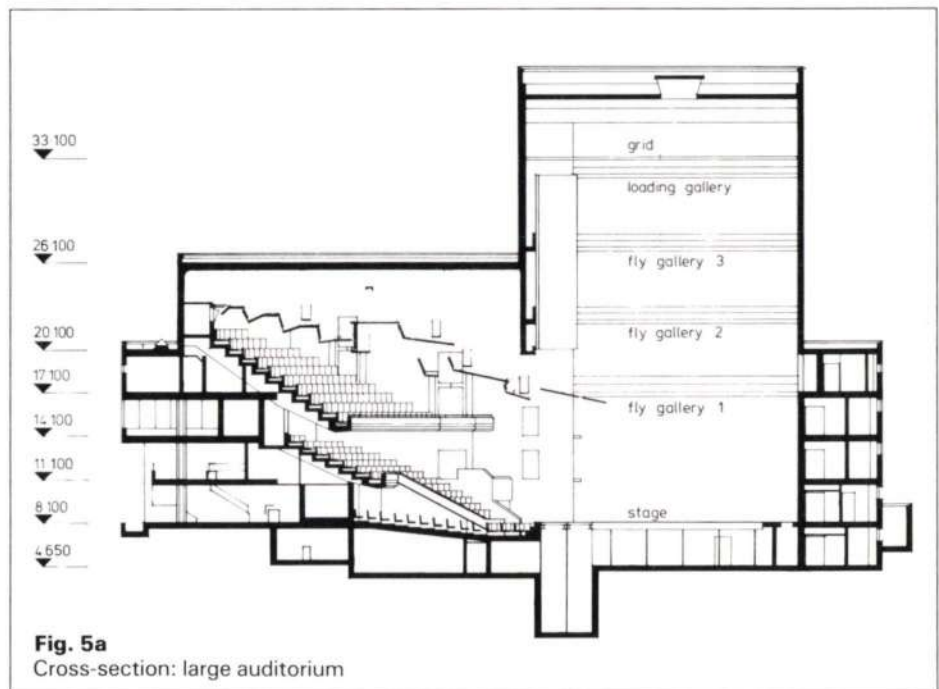 33 100
grid
loading gallery
26 100
fly gallery 3
20 100
fly gallery 2
17 100
fly gallery 1
14 100
11 100
8 100
stage
4 650
Fig. 5a
Cross-section: large auditorium